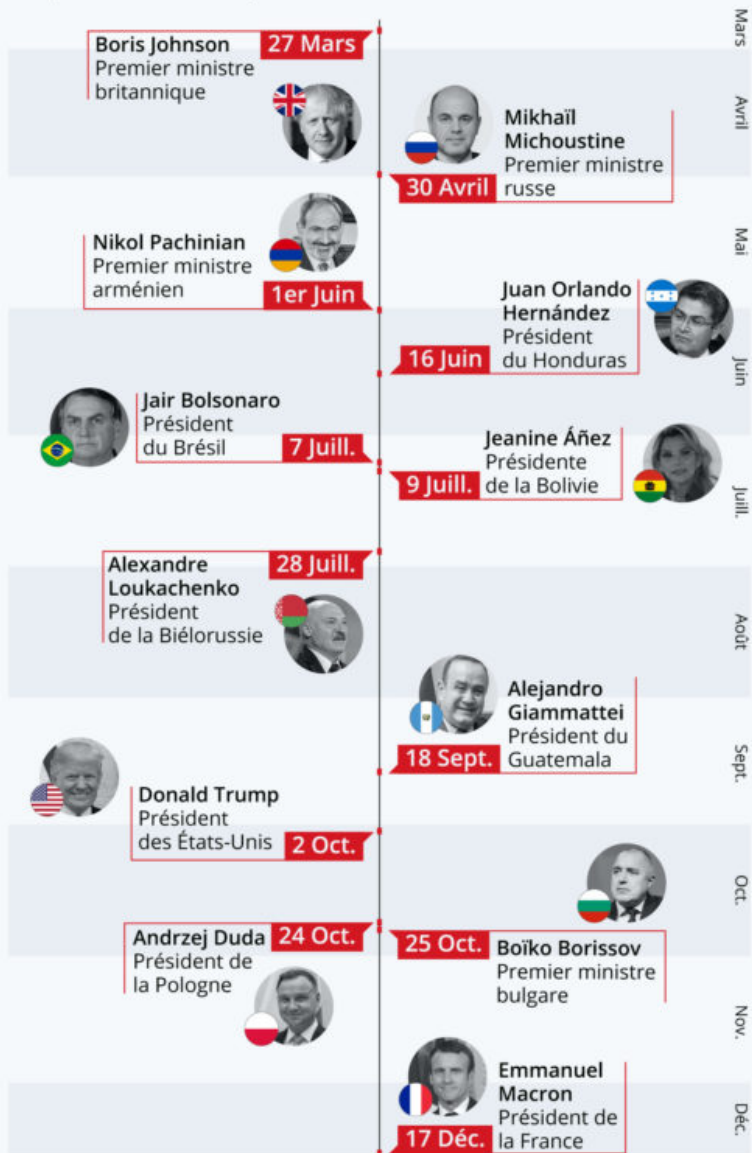 Boris Johnson
Premier ministre
britannique
27 Mars
Mikhaïl
Michoustine
Premier ministre
russe
30 Avril
Nikol Pachinian
Premier ministre
arménien
1er Juin
Juan Orlando
Hernández
Président
du Honduras
16 Juin
Jair Bolsonaro
Président
du Brésil
7 Juill.
Jeanine Áñez
Présidente
de la Bolivie
9 Juill.
28 Juill.
Alexandre
Loukachenko
Président
de la Biélorussie
Alejandro
Giammattei
Président du
Guatemala
18 Sept.
Donald Trump
Président
des États-Unis
2 Oct.
Andrzej Duda
Président de
la Pologne
24 Oct.
25 Oct.
Boïko Borissov
Premier ministre
bulgare
Emmanuel
Macron
Président de
la France
17 Déc.
Mars
Avril
Mai
Juin
Juill.
Août
Sept.
Oct.
Nov.
Déc.